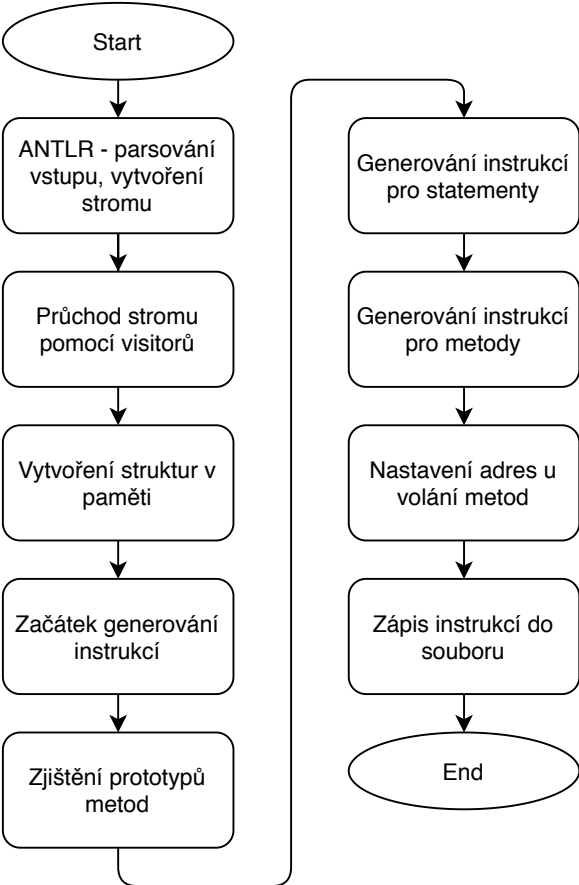 Start
ANTLR - parsování
vstupu, vytvoření
stromu
Průchod stromu
pomocí visitorů
Vytvoření struktur v
paměti
Začátek generování
instrukcí
Zjištění prototypů
metod
Generování instrukcí
pro statementy
Generování instrukcí
pro metody
Nastavení adres u
volání metod
Zápis instrukcí do
souboru
End